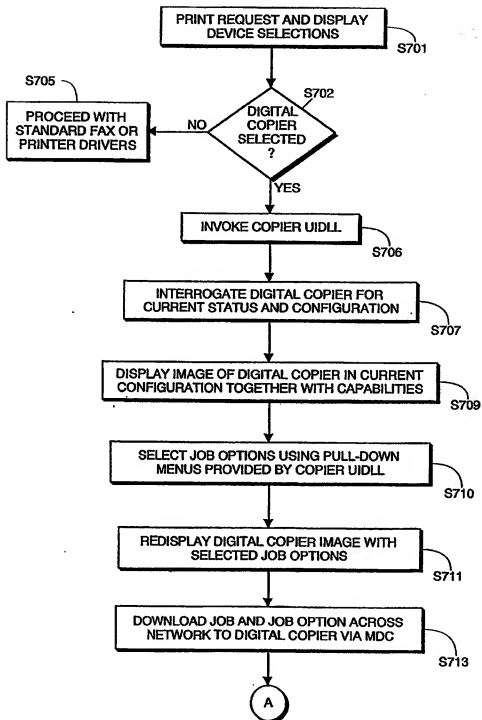 PRINT REQUEST AND DISPLAY
DEVICE SELECTIONS
S701
S705
S702
PROCEED WITH
STANDARD FAX OR
PRINTER DRIVERS
NO
DIGITAL
COPIER
SELECTED
?
YES
INVOKE COPIER UIDLL
S706
INTERROGATE DIGITAL COPIER FOR
CURRENT STATUS AND CONFIGURATION
S707
DISPLAY IMAGE OF DIGITAL COPIER IN CURRENT
CONFIGURATION TOGETHER WITH CAPABILITIES
S709
SELECT JOB OPTIONS USING PULL-DOWN
MENUS PROVIDED BY COPIER UIDLL
S710
REDISPLAY DIGITAL COPIER IMAGE WITH
SELECTED JOB OPTIONS
S711
DOWNLOAD JOB AND JOB OPTION ACROSS
NETWORK TO DIGITAL COPIER VIA MDC
S713
A